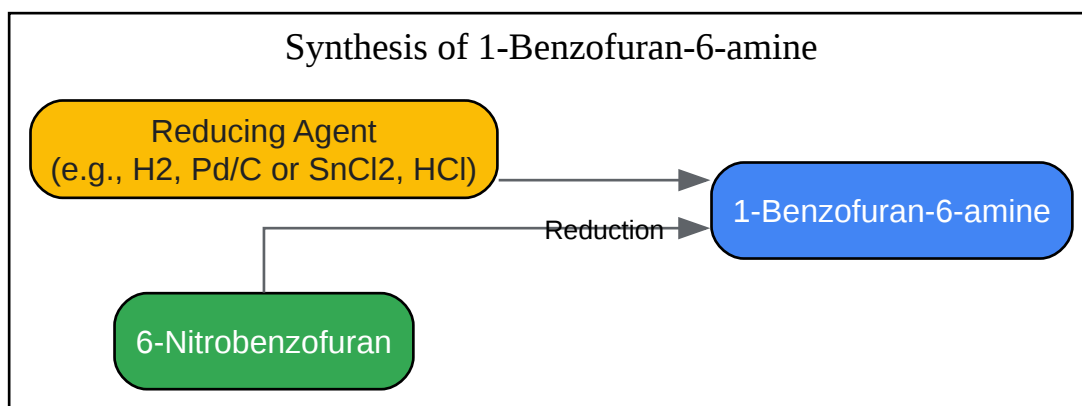 Synthesis of 1-Benzofuran-6-amine
Reducing Agent
(e.g., H2, Pd/C or SnCl2, HCl)
1-Benzofuran-6-amine
Reduction
6-Nitrobenzofuran